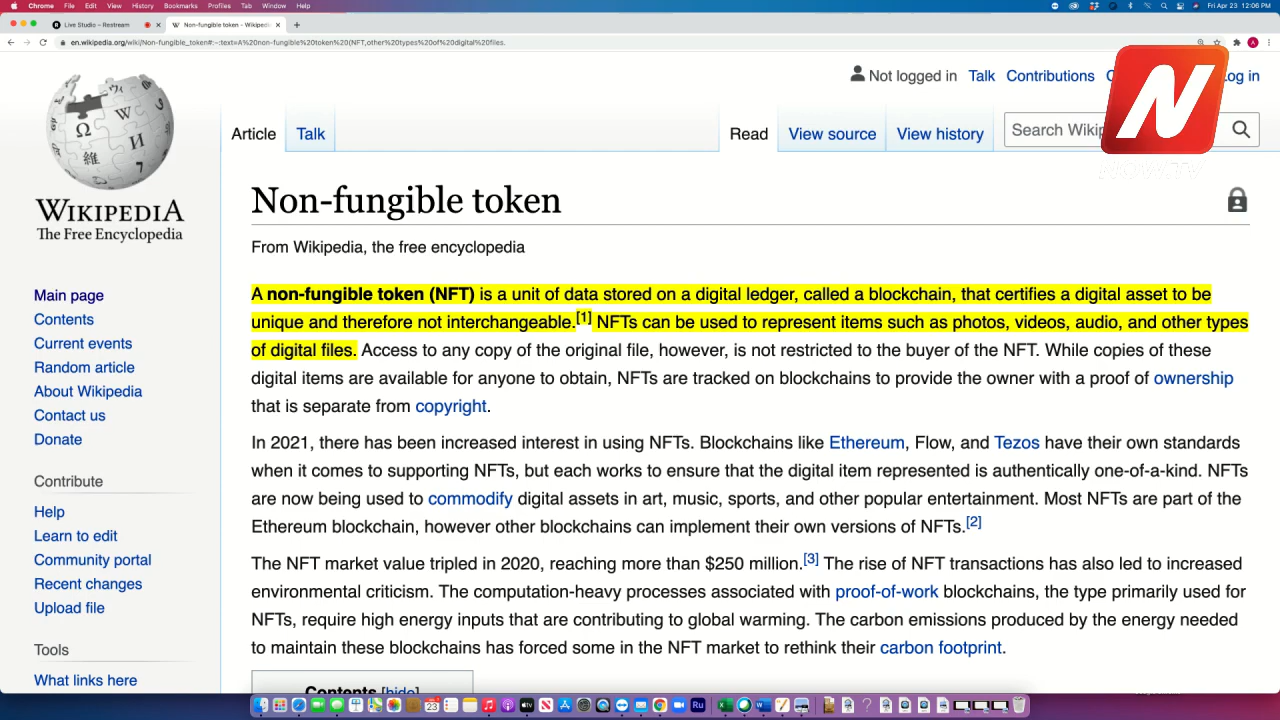 Chrome File Edit View History Bookmarks Profiles Tab Window Help
Fri Apr 23 12:06 PM
Live Studio – Restream
Non-fungible token - Wikiped
en.wikipedia.org/wiki/Non-fungible_token#:~:text=A%20non-fungible%20token%20(NFT,other%20types%20of%20digital%20files.
Not logged in Talk Contributions
og in
Article Talk
Read View source View history
Search Wikip
N
NOW.TV
WIKIPEDIA
The Free Encyclopedia
Non-fungible token
From Wikipedia, the free encyclopedia
A non-fungible token (NFT) is a unit of data stored on a digital ledger, called a blockchain, that certifies a digital asset to be
unique and therefore not interchangeable.[1] NFTs can be used to represent items such as photos, videos, audio, and other types
of digital files. Access to any copy of the original file, however, is not restricted to the buyer of the NFT. While copies of these
digital items are available for anyone to obtain, NFTs are tracked on blockchains to provide the owner with a proof of ownership
that is separate from copyright.
In 2021, there has been increased interest in using NFTs. Blockchains like Ethereum, Flow, and Tezos have their own standards
when it comes to supporting NFTs, but each works to ensure that the digital item represented is authentically one-of-a-kind. NFTs
are now being used to commodify digital assets in art, music, sports, and other popular entertainment. Most NFTs are part of the
Ethereum blockchain, however other blockchains can implement their own versions of NFTs.[2]
The NFT market value tripled in 2020, reaching more than $250 million.[3] The rise of NFT transactions has also led to increased
environmental criticism. The computation-heavy processes associated with proof-of-work blockchains, the type primarily used for
NFTs, require high energy inputs that are contributing to global warming. The carbon emissions produced by the energy needed
to maintain these blockchains has forced some in the NFT market to rethink their carbon footprint.
Contents [hide]
Main page
Contents
Current events
Random article
About Wikipedia
Contact us
Donate
Contribute
Help
Learn to edit
Community portal
Recent changes
Upload file
Tools
What links here